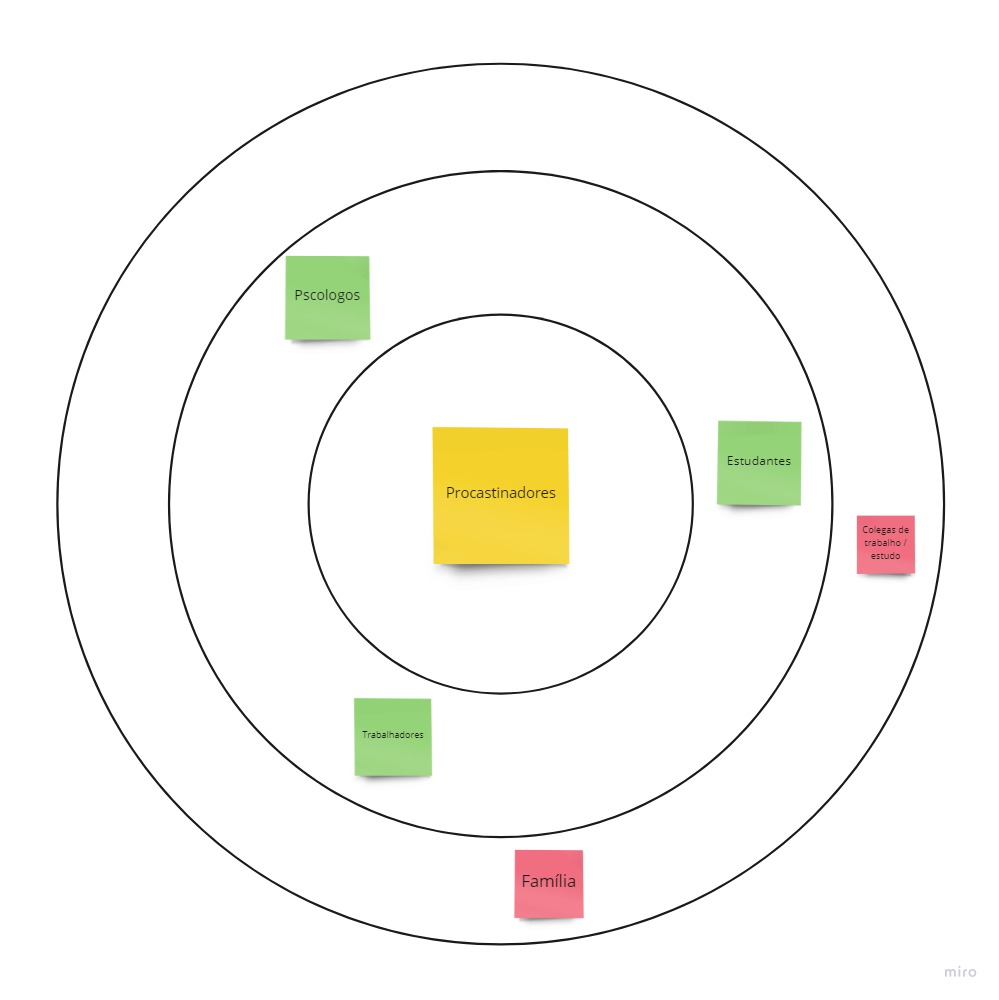 Pscologos
Estudantes
Procastinadores
Colegas de
trabalho /
estudo
Trabalhadores
Família
miro